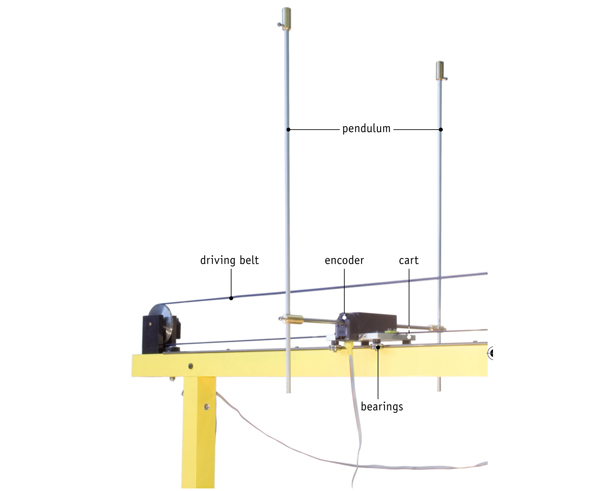 pendulum
driving belt
encoder
cart
bearings